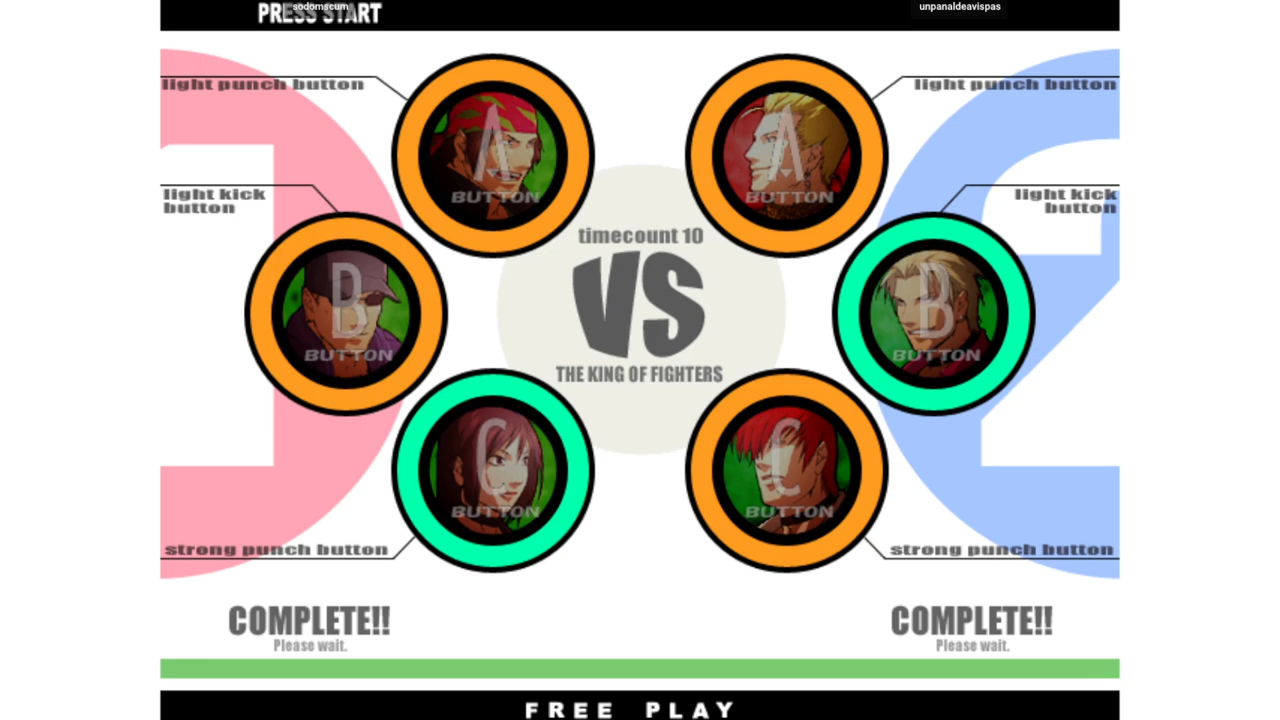 PRESS START
sodomscum
unpanaldeavispas
light punch button
light punch button
A
BUTTON
A
BUTTON
light kick
button
light kick
button
timecount 10
VS
THE KING OF FIGHTERS
B
BUTTON
B
BUTTON
C
BUTTON
C
BUTTON
strong punch button
strong punch button
COMPLETE!!
Please wait.
COMPLETE!!
Please wait.
FREE PLAY